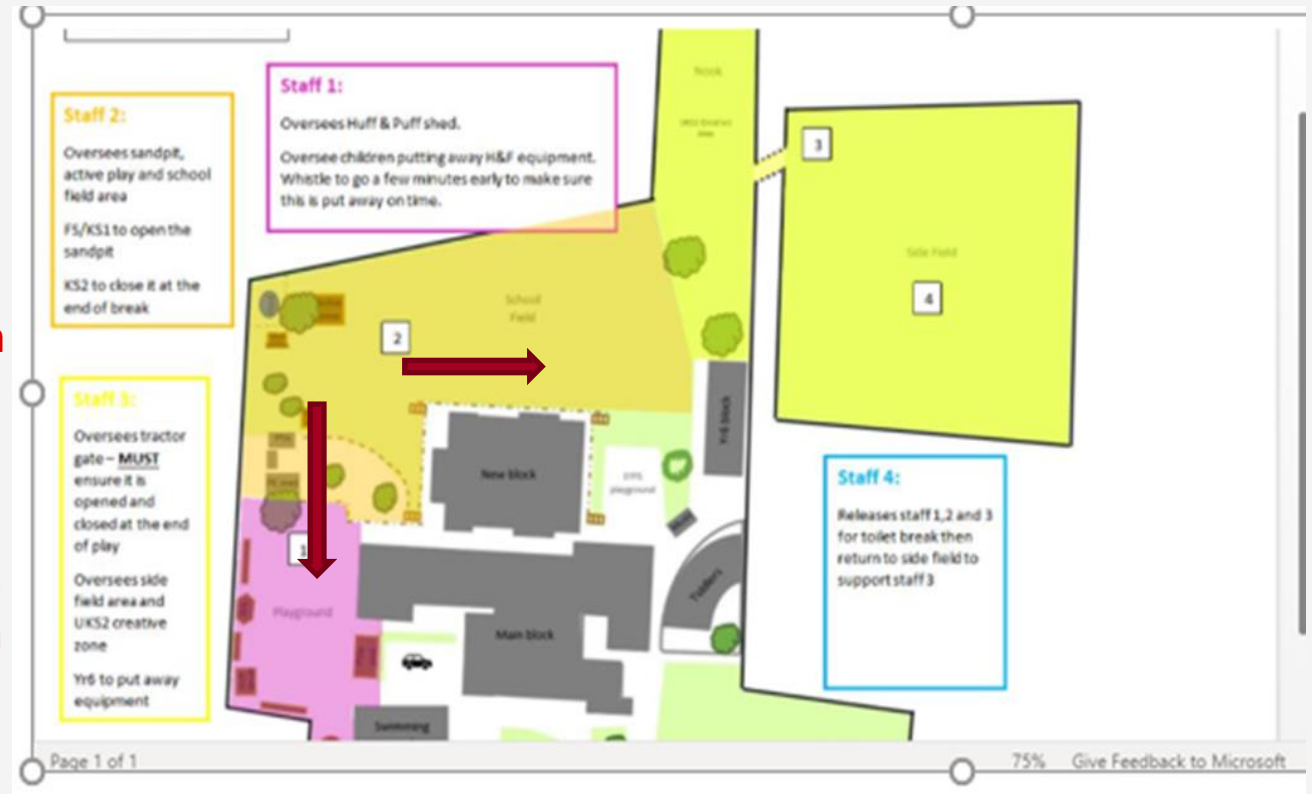 Staff 1:
Oversees Huff & Puff shed.
Oversee children putting away H&F equipment.
Whistle to go a few minutes early to make sure
this is put away on time.
Staff 2:
Oversees sandpit,
active play and school
field area
FS/KS1 to open the
sandpit
KS2 to close it at the
end of break
Staff 3:
Oversees tractor
gate – MUST
ensure it is
opened and
closed at the end
of play
Oversees side
field area and
UKS2 creative
zone
Yr6 to put away
equipment
Staff 4:
Releases staff 1,2 and 3
for toilet break then
return to side field to
support staff 3
Nook
3
Side Field
4
School
Field
2
Yr6 block
New block
playground
1
Playground
Main block
Swimming
Page 1 of 1
75%
Give Feedback to Microsoft